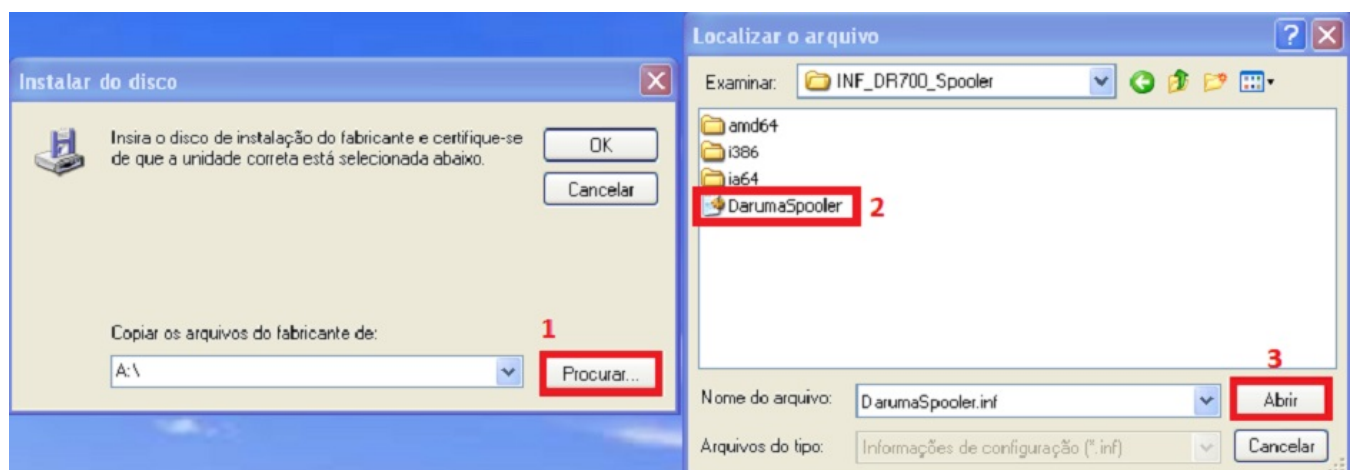 Instalar do disco
Insira o disco de instalação do fabricante e certifique-se
de que a unidade correta está selecionada abaixo.
OK
Cancelar
Copiar os arquivos do fabricante de:
1
A:\
Procurar...
Localizar o arquivo
Examinar:
INF_DR700_Spooler
amd64
i386
ia64
DarumaSpooler
2
3
Nome do arquivo:
DarumaSpooler.inf
Abrir
Arquivos do tipo:
Informações de configuração (*.inf)
Cancelar